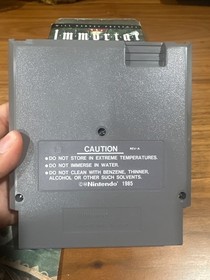 Immortal
CAUTION
REV-A
•DO NOT STORE IN EXTREME TEMPERATURES.
•DO NOT IMMERSE IN WATER.
•DO NOT CLEAN WITH BENZENE, THINNER,
ALCOHOL OR OTHER SUCH SOLVENTS.
©®Nintendo® 1985